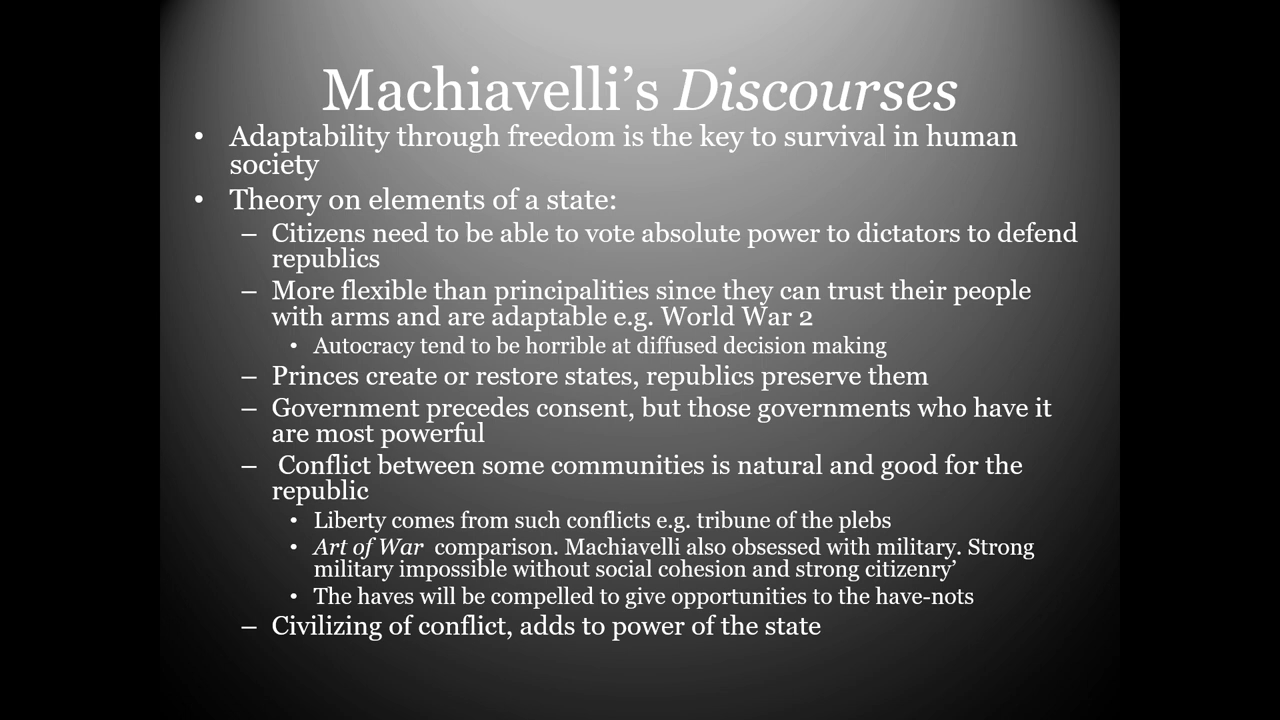 Machiavelli’s Discourses
• Adaptability through freedom is the key to survival in human
society
• Theory on elements of a state:
– Citizens need to be able to vote absolute power to dictators to defend
republics
– More flexible than principalities since they can trust their people
with arms and are adaptable e.g. World War 2
• Autocracy tend to be horrible at diffused decision making
– Princes create or restore states, republics preserve them
– Government precedes consent, but those governments who have it
are most powerful
– Conflict between some communities is natural and good for the
republic
• Liberty comes from such conflicts e.g. tribune of the plebs
• Art of War comparison. Machiavelli also obsessed with military. Strong
military impossible without social cohesion and strong citizenry’
• The haves will be compelled to give opportunities to the have-nots
– Civilizing of conflict, adds to power of the state